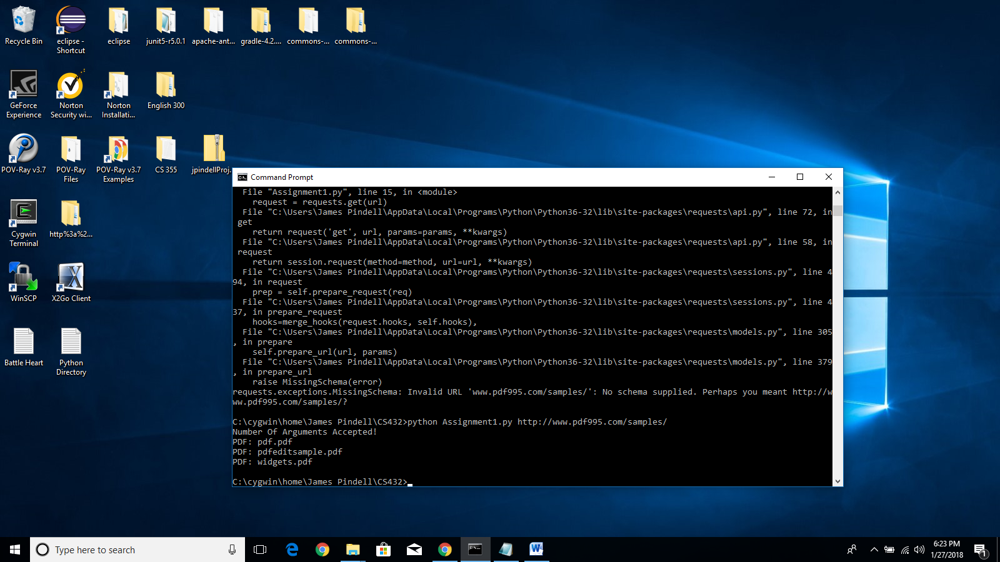 Recycle Bin
eclipse -
Shortcut
eclipse
junit5-r5.0.1
apache-ant...
gradle-4.2....
commons-...
commons-...
GeForce
Experience
Norton
Security wi...
Norton
Installati...
English 300
POV-Ray v3.7
POV-Ray
Files
POV-Ray v3.7
Examples
CS 355
jpindellProj.
Cygwin
Terminal
http%3a%2...
WinSCP
X2Go Client
Battle Heart
Python
Directory
Command Prompt
File "Assignment1.py", line 15, in <module>
request = requests.get(url)
File "C:\Users\James Pindell\AppData\Local\Programs\Python\Python36-32\lib\site-packages\requests\api.py", line 72, in
get
return request('get', url, params=params, **kwargs)
File "C:\Users\James Pindell\AppData\Local\Programs\Python\Python36-32\lib\site-packages\requests\api.py", line 58, in
request
return session.request(method=method, url=url, **kwargs)
File "C:\Users\James Pindell\AppData\Local\Programs\Python\Python36-32\lib\site-packages\requests\sessions.py", line 4
94, in request
prep = self.prepare_request(req)
File "C:\Users\James Pindell\AppData\Local\Programs\Python\Python36-32\lib\site-packages\requests\sessions.py", line 4
37, in prepare_request
hooks=merge_hooks(request.hooks, self.hooks),
File "C:\Users\James Pindell\AppData\Local\Programs\Python\Python36-32\lib\site-packages\requests\models.py", line 305
, in prepare
self.prepare_url(url, params)
File "C:\Users\James Pindell\AppData\Local\Programs\Python\Python36-32\lib\site-packages\requests\models.py", line 379
, in prepare_url
raise MissingSchema(error)
requests.exceptions.MissingSchema: Invalid URL 'www.pdf995.com/samples/': No schema supplied. Perhaps you meant http://w
ww.pdf995.com/samples/?
C:\cygwin\home\James Pindell\CS432>python Assignment1.py http://www.pdf995.com/samples/
Number Of Arguments Accepted!
PDF: pdf.pdf
PDF: pdfeditsample.pdf
PDF: widgets.pdf
C:\cygwin\home\James Pindell\CS432>
Type here to search
6:23 PM
1/27/2018
1